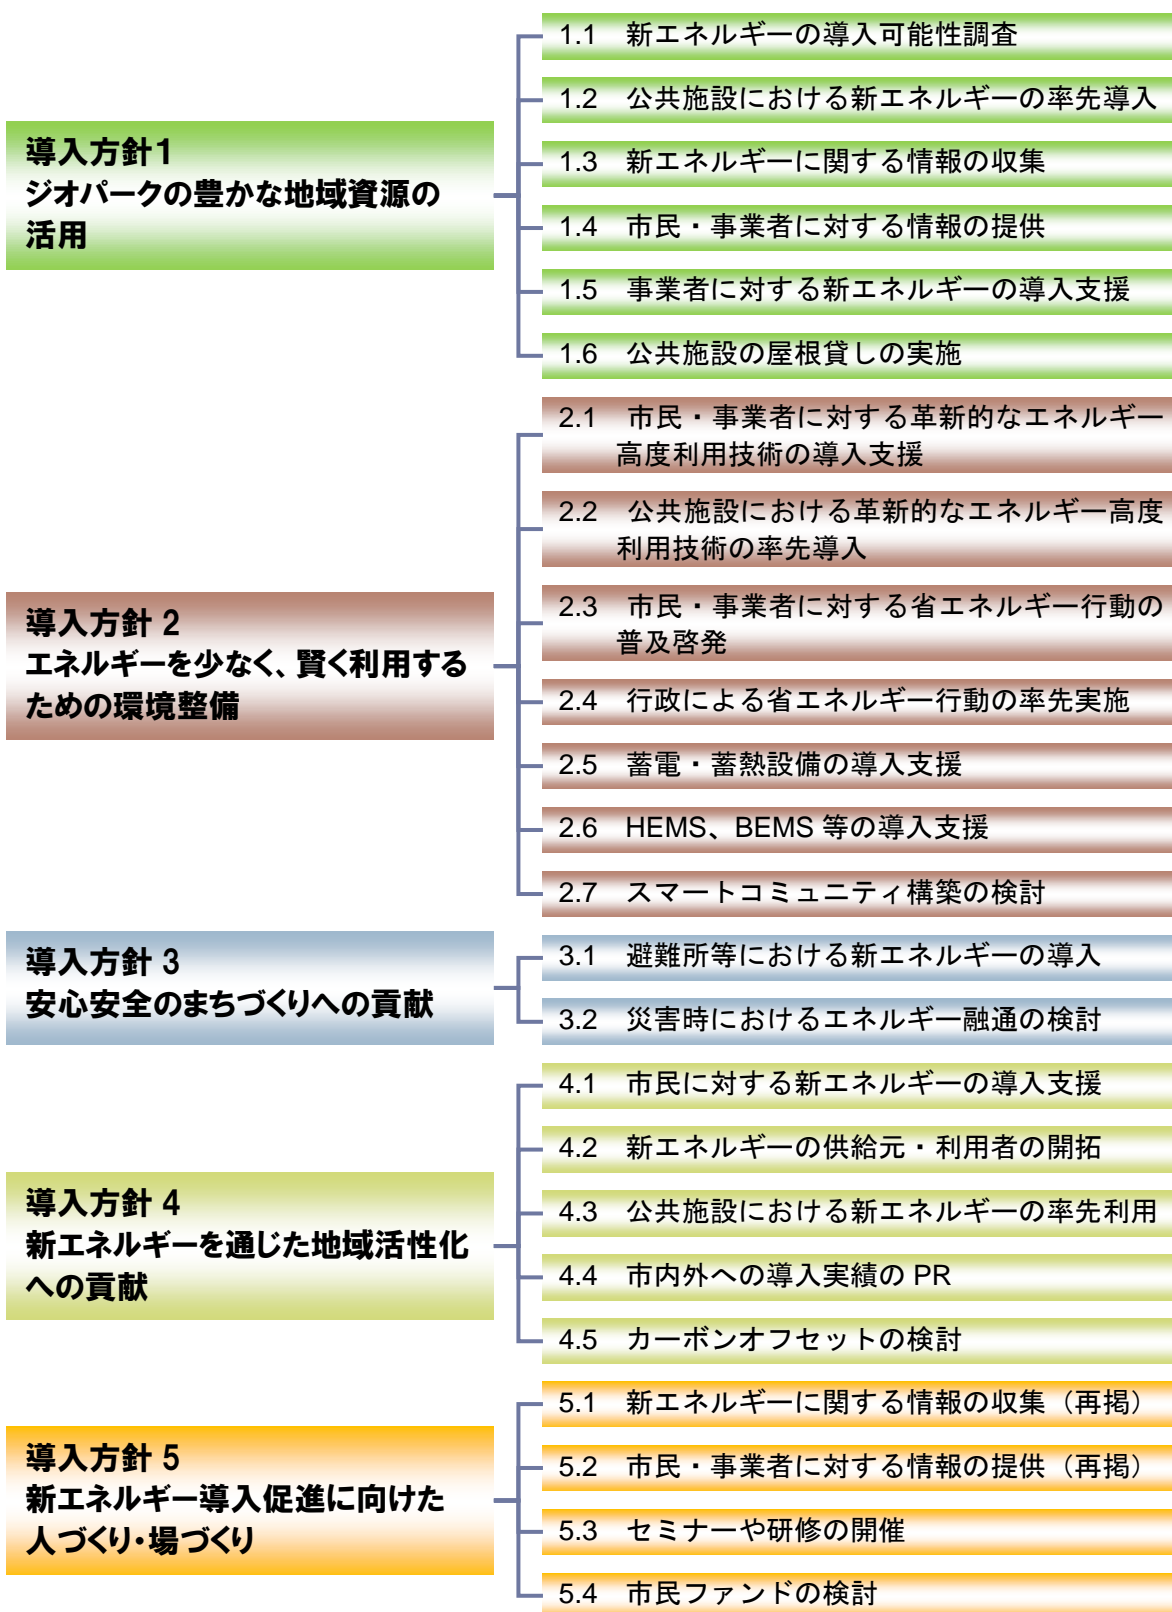 導入方針1
ジオパークの豊かな地域資源の
活用
1.1 新エネルギーの導入可能性調査
1.2 公共施設における新エネルギーの率先導入
1.3 新エネルギーに関する情報の収集
1.4 市民・事業者に対する情報の提供
1.5 事業者に対する新エネルギーの導入支援
1.6 公共施設の屋根貸しの実施
導入方針 2
エネルギーを少なく、賢く利用する
ための環境整備
2.1 市民・事業者に対する革新的なエネルギー
高度利用技術の導入支援
2.2 公共施設における革新的なエネルギー高度
利用技術の率先導入
2.3 市民・事業者に対する省エネルギー行動の
普及啓発
2.4 行政による省エネルギー行動の率先実施
2.5 蓄電・蓄熱設備の導入支援
2.6 HEMS、BEMS 等の導入支援
2.7 スマートコミュニティ構築の検討
導入方針 3
安心安全のまちづくりへの貢献
3.1 避難所等における新エネルギーの導入
3.2 災害時におけるエネルギー融通の検討
導入方針 4
新エネルギーを通じた地域活性化
への貢献
4.1 市民に対する新エネルギーの導入支援
4.2 新エネルギーの供給元・利用者の開拓
4.3 公共施設における新エネルギーの率先利用
4.4 市内外への導入実績の PR
4.5 カーボンオフセットの検討
導入方針 5
新エネルギー導入促進に向けた
人づくり・場づくり
5.1 新エネルギーに関する情報の収集（再掲）
5.2 市民・事業者に対する情報の提供（再掲）
5.3 セミナーや研修の開催
5.4 市民ファンドの検討